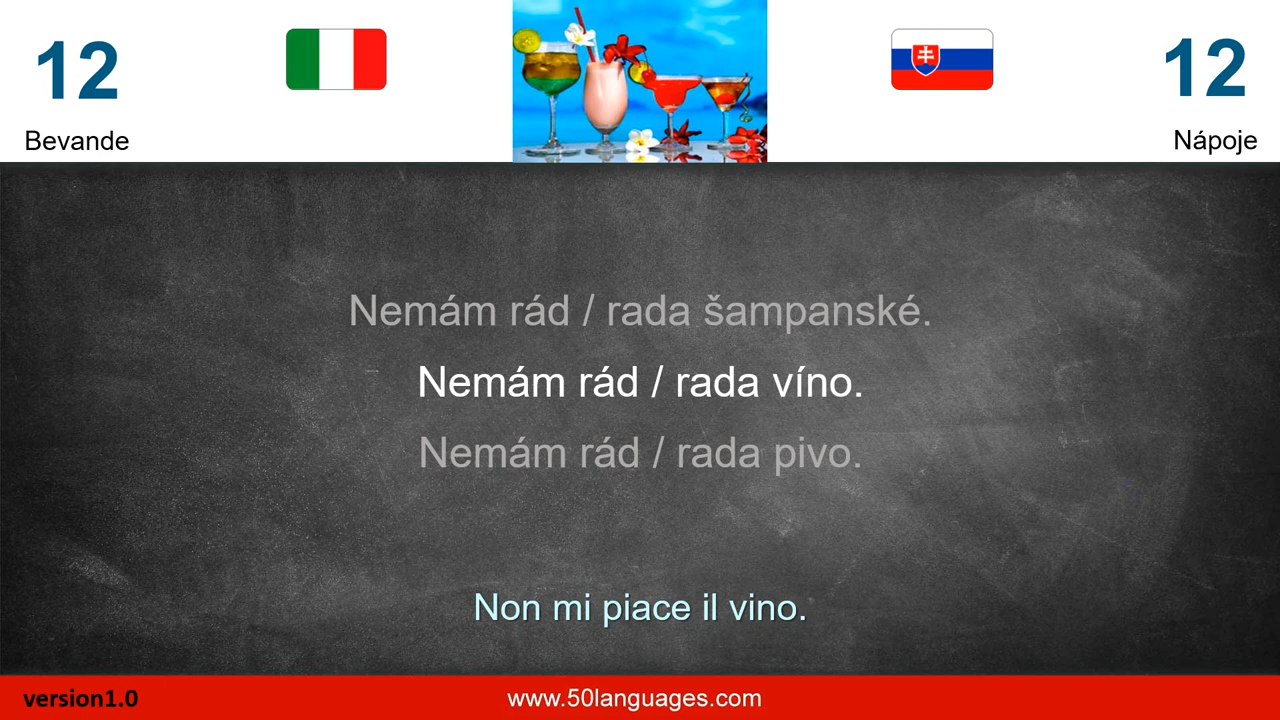 12
12
Bevande
Nápoje
Nemám rád / rada šampanské.
Nemám rád / rada víno.
Nemám rád / rada pivo.
Non mi piace il vino.
version1.0
www.50languages.com